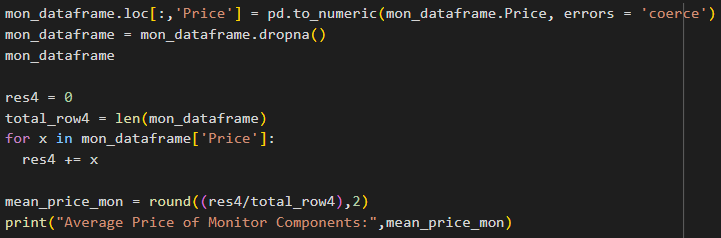 mon_dataframe.loc[:,'Price'] = pd.to_numeric(mon_dataframe.Price, errors = 'coerce')
mon_dataframe = mon_dataframe.dropna()
mon_dataframe

res4 = 0
total_row4 = len(mon_dataframe)
for x in mon_dataframe['Price']:
  res4 += x

mean_price_mon = round((res4/total_row4),2)
print("Average Price of Monitor Components:",mean_price_mon)